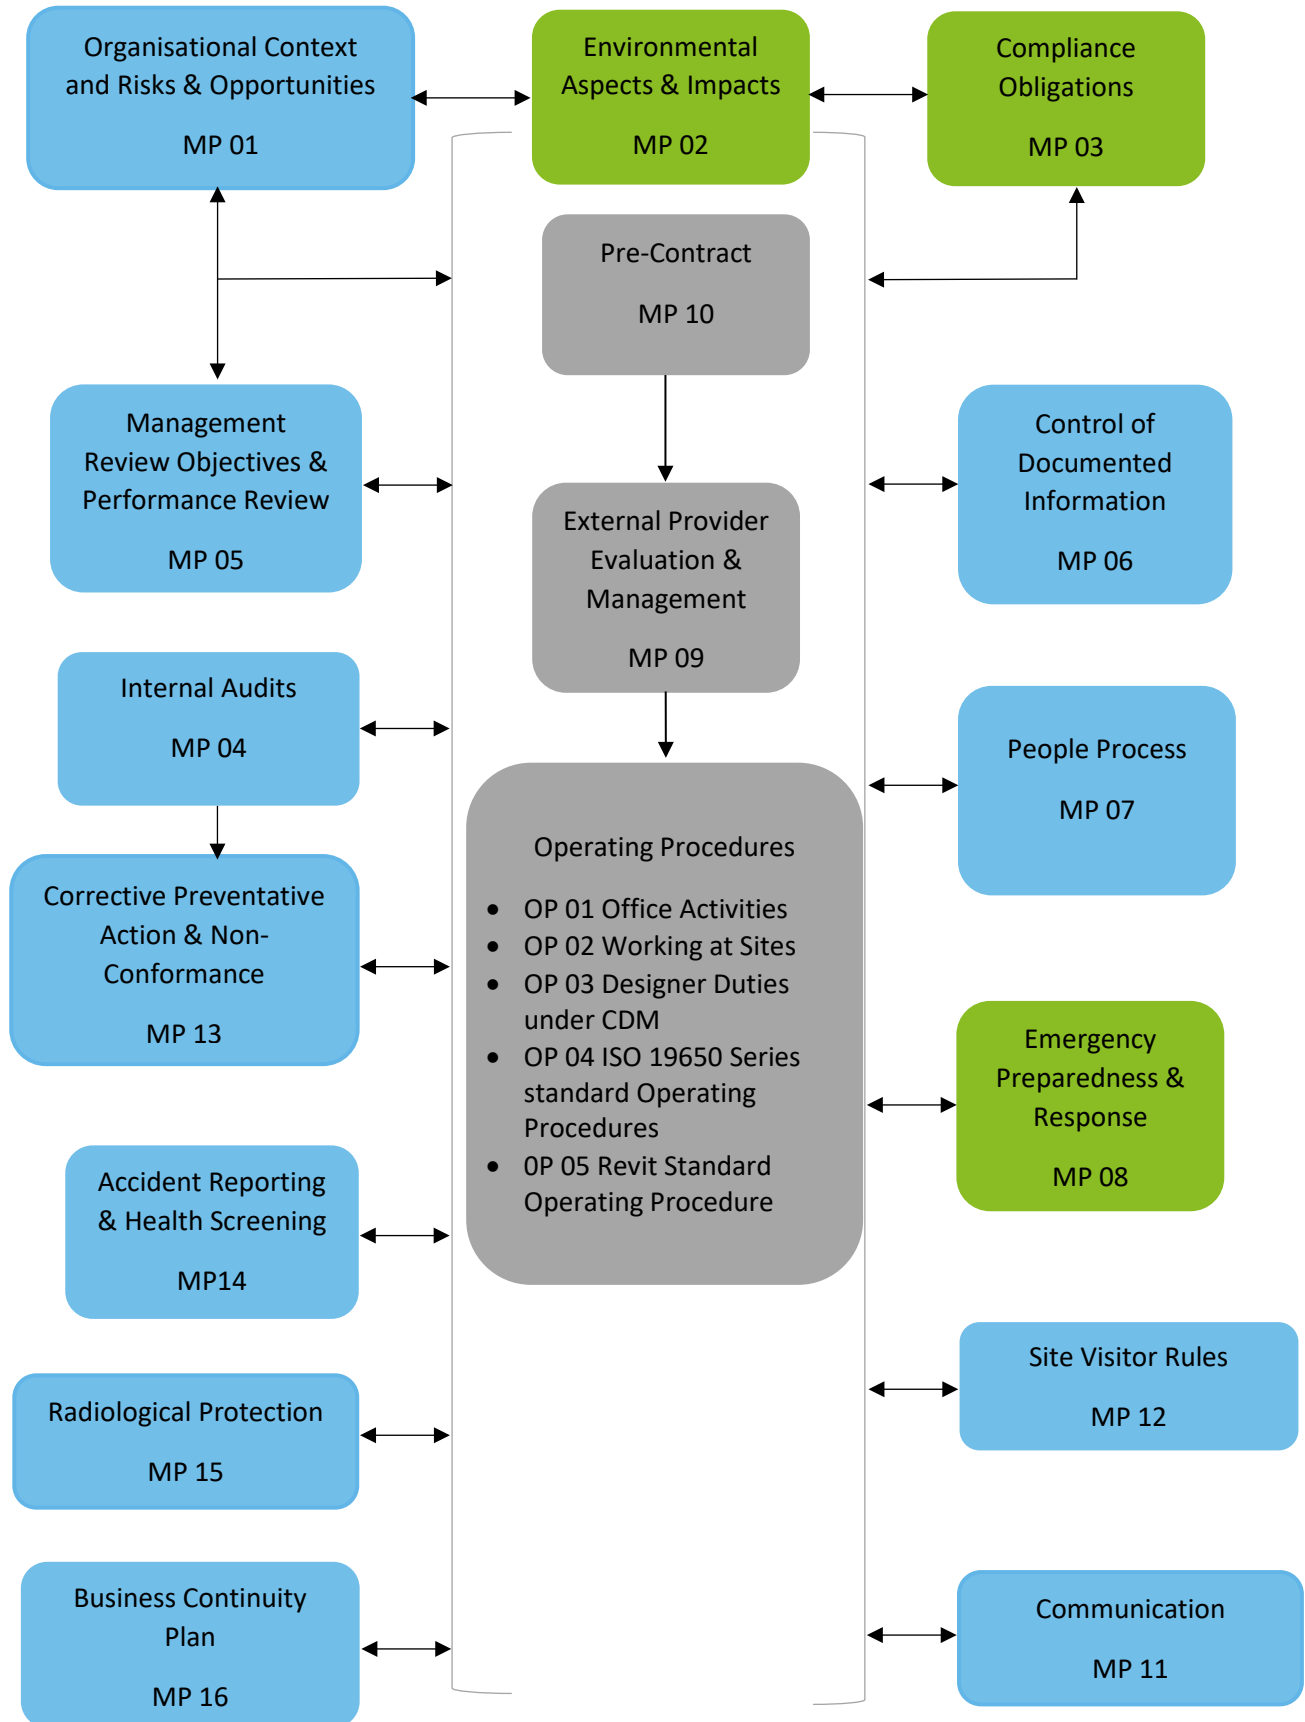 Organisational Context
and Risks & Opportunities
MP 01
Environmental
Aspects & Impacts
MP 02
Compliance
Obligations
MP 03
Pre-Contract
MP 10
Management
Review Objectives &
Performance Review
MP 05
Control of
Documented
Information
MP 06
External Provider
Evaluation &
Management
MP 09
Internal Audits
MP 04
People Process
MP 07
Corrective Preventative
Action & Non-
Conformance
MP 13
Operating Procedures
• OP 01 Office Activities
• OP 02 Working at Sites
• OP 03 Designer Duties
under CDM
• OP 04 ISO 19650 Series
standard Operating
Procedures
• 0P 05 Revit Standard
Operating Procedure
Emergency
Preparedness &
Response
MP 08
Accident Reporting
& Health Screening
MP14
Site Visitor Rules
MP 12
Radiological Protection
MP 15
Business Continuity
Plan
MP 16
Communication
MP 11